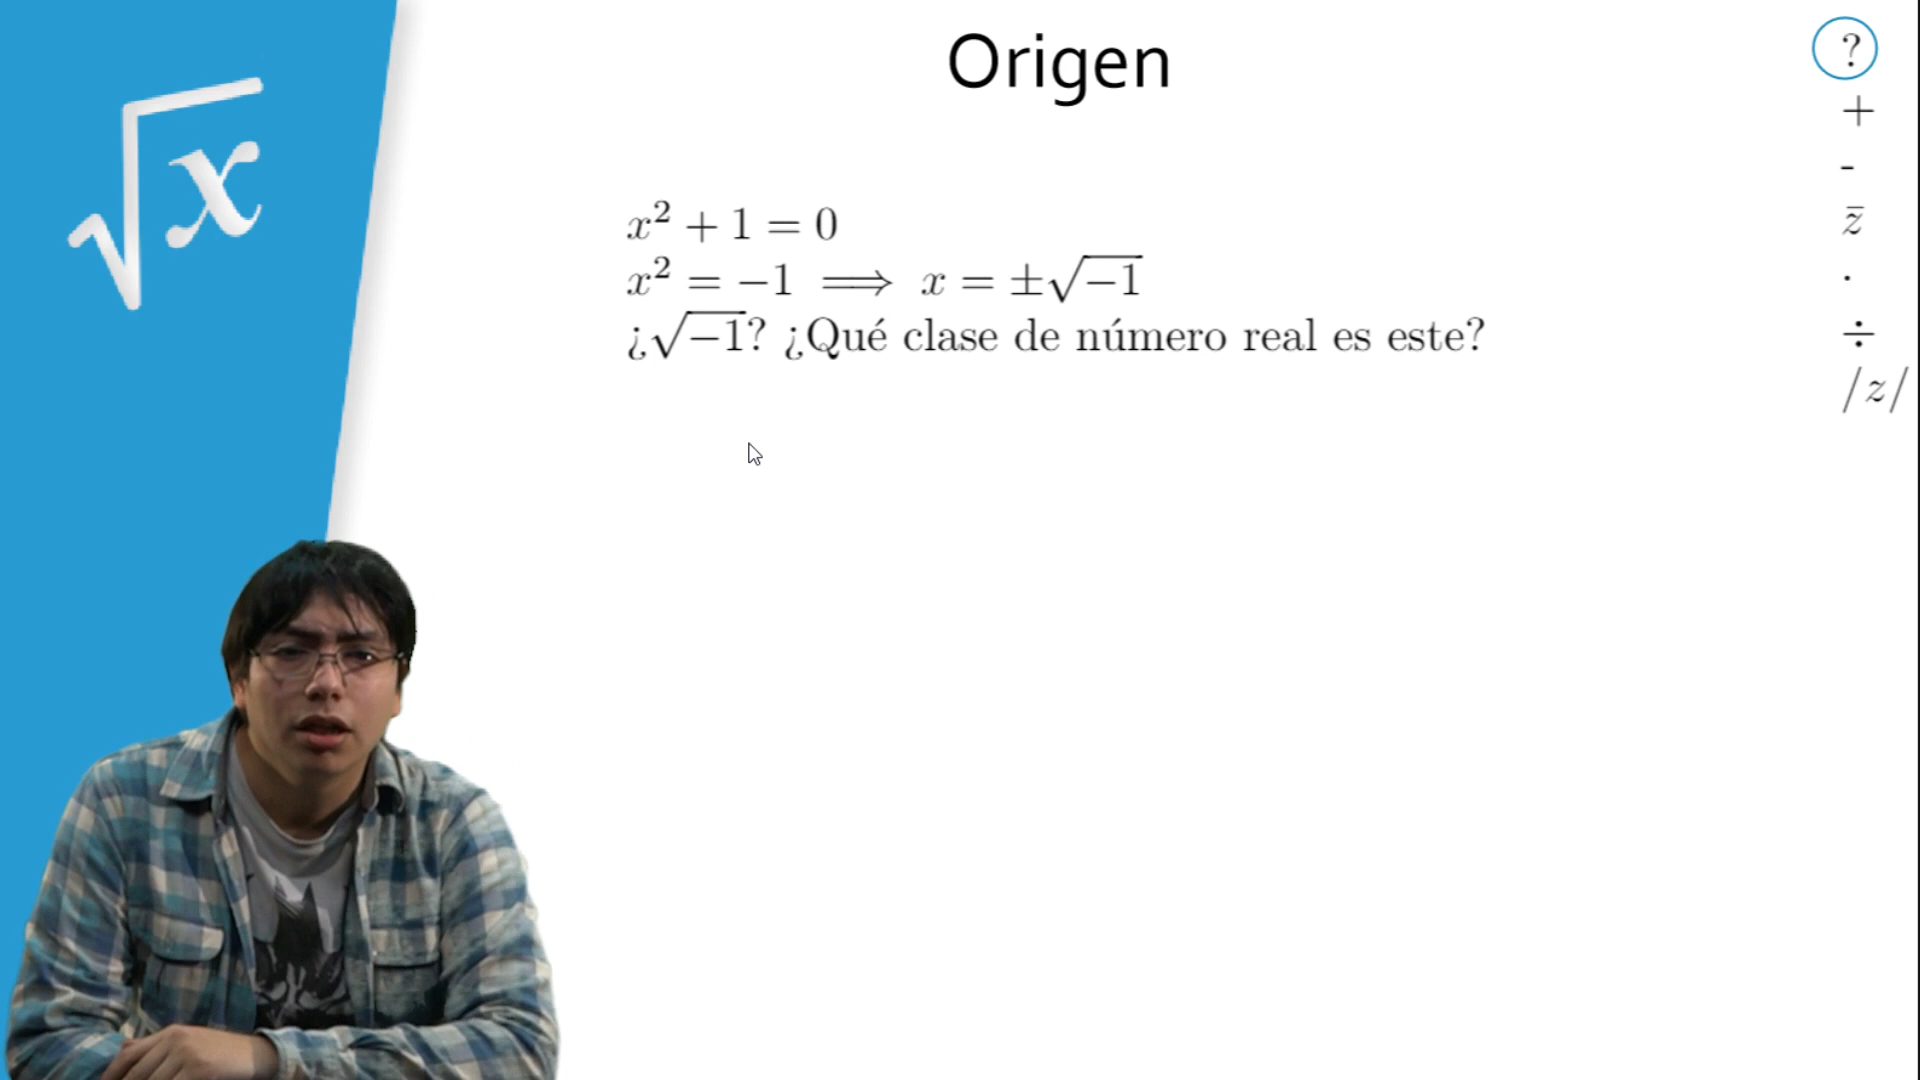 Origen
√x
x² + 1 = 0
x² = −1 ⟹ x = ±√−1
¿√−1? ¿Qué clase de número real es este?
?
+
-
z̄
·
÷
/z/